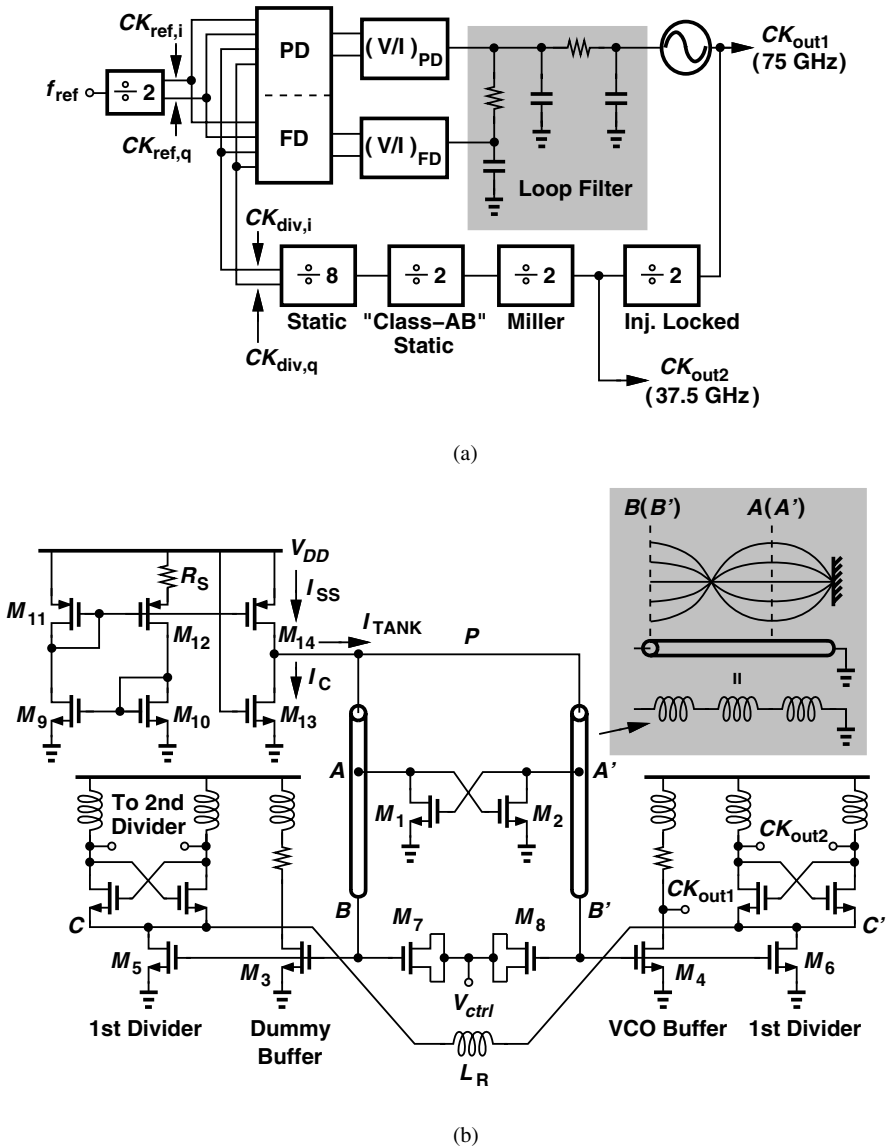 CKref,i
CKref,q
fref
÷ 2
PD
FD
(V/I)PD
(V/I)FD
Loop Filter
CKout1
(75 GHz)
CKdiv,i
CKdiv,q
÷ 8
÷ 2
÷ 2
÷ 2
Static
"Class–AB"
Static
Miller
Inj. Locked
CKout2
(37.5 GHz)
(a)
B(B')
A(A')
VDD
RS
ISS
M11
M12
M14
ITANK
P
IC
M9
M10
M13
=
A
A'
M1
M2
To 2nd
Divider
CKout2
CKout1
B
B'
C
C'
M7
M8
M5
M3
M4
M6
Vctrl
1st Divider
Dummy
Buffer
LR
VCO Buffer
1st Divider
(b)